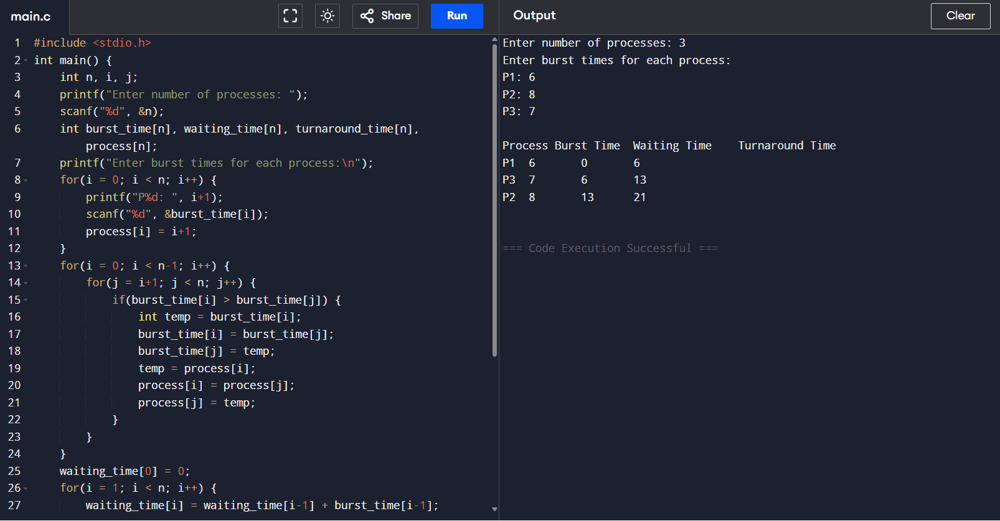 main.c
Share
Run
Output
Clear
1 #include <stdio.h>
2 int main() {
3     int n, i, j;
4     printf("Enter number of processes: ");
5     scanf("%d", &n);
6     int burst_time[n], waiting_time[n], turnaround_time[n],
        process[n];
7     printf("Enter burst times for each process:\n");
8     for(i = 0; i < n; i++) {
9         printf("P%d: ", i+1);
10         scanf("%d", &burst_time[i]);
11         process[i] = i+1;
12     }
13     for(i = 0; i < n-1; i++) {
14         for(j = i+1; j < n; j++) {
15             if(burst_time[i] > burst_time[j]) {
16                 int temp = burst_time[i];
17                 burst_time[i] = burst_time[j];
18                 burst_time[j] = temp;
19                 temp = process[i];
20                 process[i] = process[j];
21                 process[j] = temp;
22             }
23         }
24     }
25     waiting_time[0] = 0;
26     for(i = 1; i < n; i++) {
27         waiting_time[i] = waiting_time[i-1] + burst_time[i-1];
Enter number of processes: 3
Enter burst times for each process:
P1: 6
P2: 8
P3: 7
Process Burst Time  Waiting Time    Turnaround Time
P1  6       0       6
P3  7       6       13
P2  8       13      21
=== Code Execution Successful ===